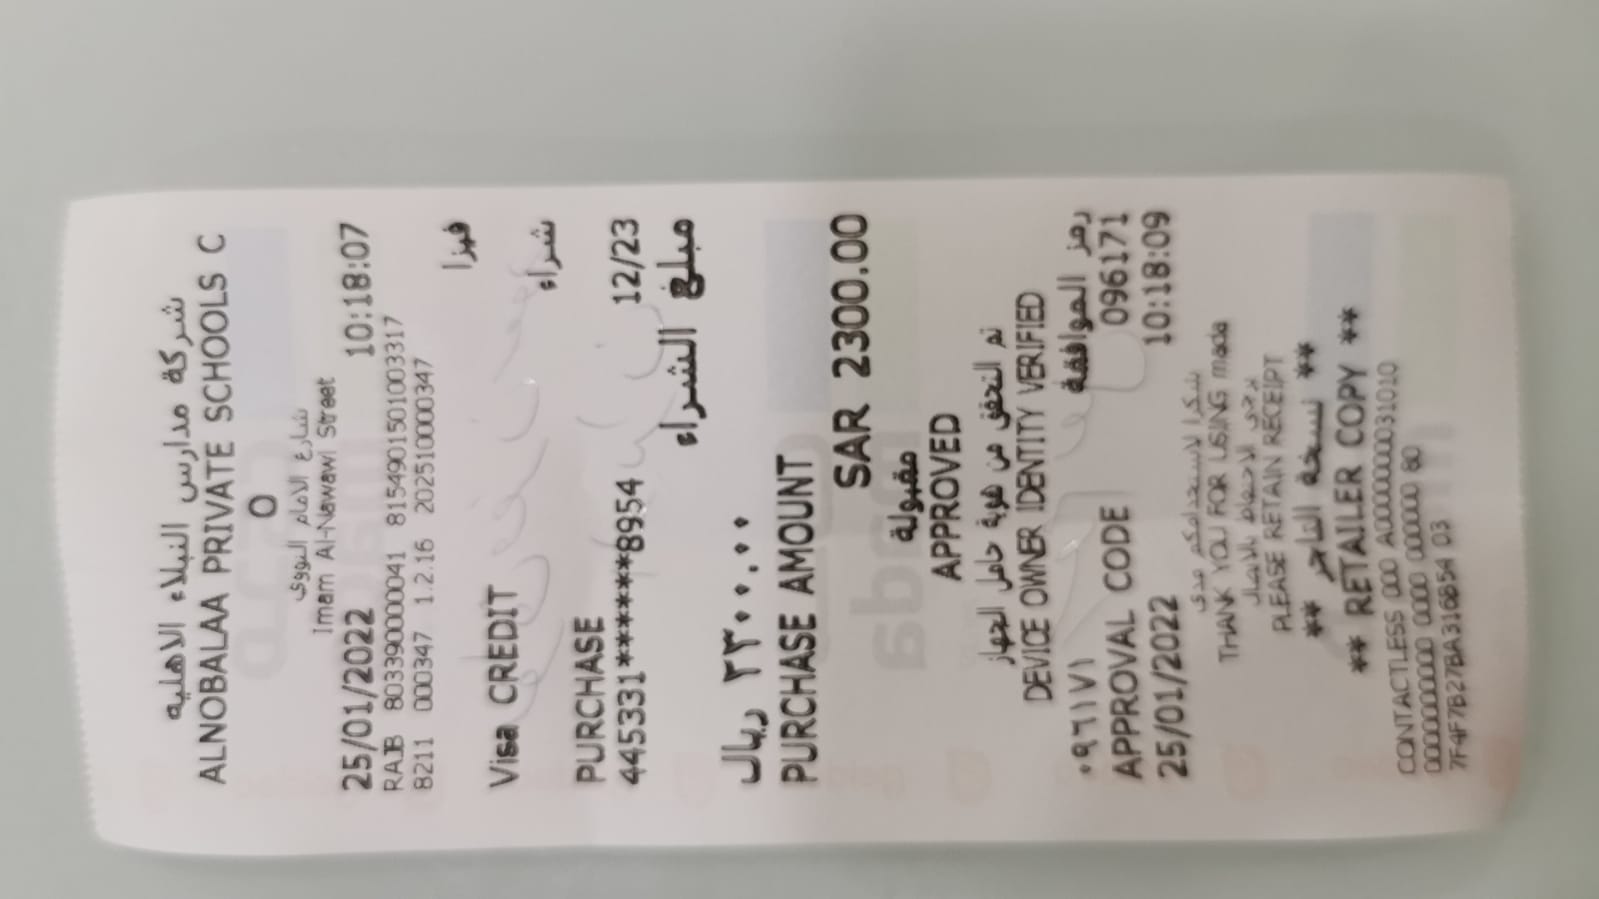 شركة مدارس النبلاء الاهليه
ALNOBALAA PRIVATE SCHOOLS C
O
شارع الامام النووي
Imam Al-Nawawi Street
25/01/2022 10:18:07
RAJB 803390000041 8154901501003317
8211 000347 1.2.16 202510000347
فيزا
Visa CREDIT
شراء
PURCHASE
445331******8954 12/23
مبلغ الشراء
٢٣٠٠.٠٠ ريال
PURCHASE AMOUNT
SAR 2300.00
مقبولة
APPROVED
تم التحقق من هوية حامل الجهاز
DEVICE OWNER IDENTITY VERIFIED
رمز الموافقة
٠٩٦١٧١
APPROVAL CODE 096171
25/01/2022 10:18:09
شكرا لاستخدامكم مدى
THANK YOU FOR USING mada
يرجى الاحتفاظ بالايصال
PLEASE RETAIN RECEIPT
** نسخة التاجر **
** RETAILER COPY **
CONTACTLESS 000 A0000000031010
0000000000 0000 000000 80
7F4F7B27BA316854 03